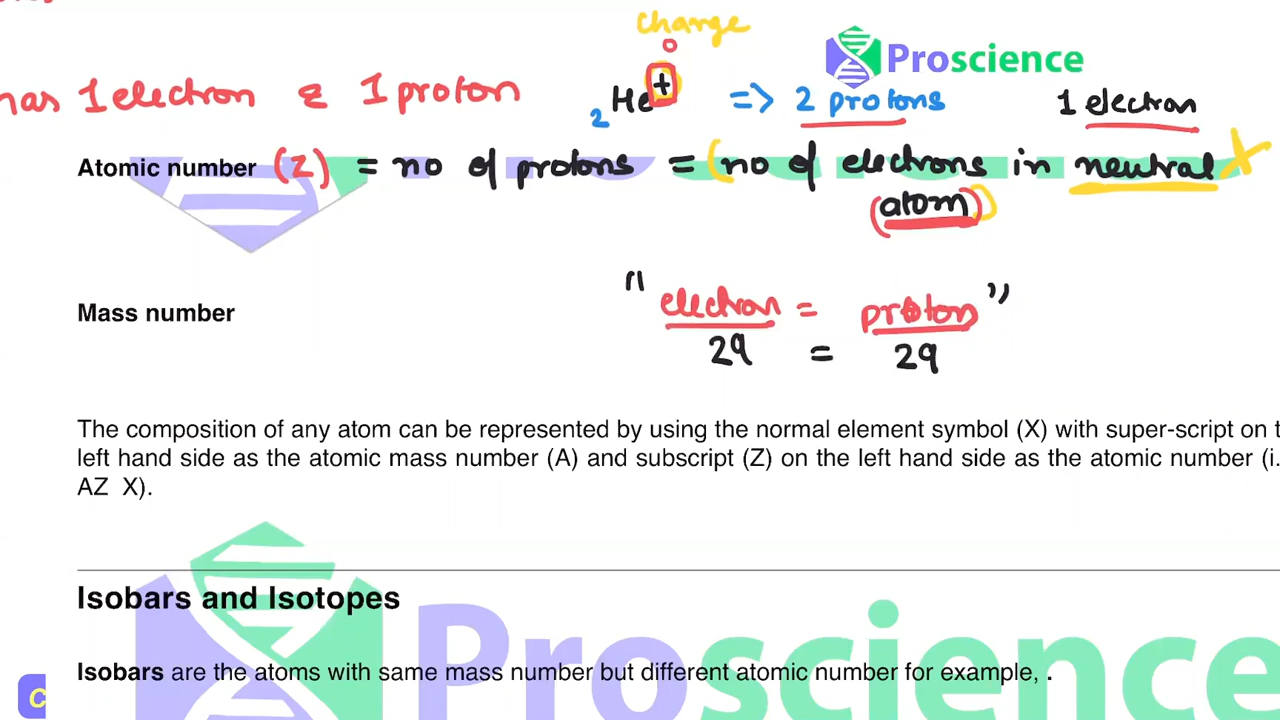 change
Proscience
has 1 electron & 1 proton
2He+ => 2 protons 1 electron
Atomic number (Z) = no of protons = (no of electrons in neutral
(atom))
Mass number
" electron = proton "
29 = 29
The composition of any atom can be represented by using the normal element symbol (X) with super-script on t
left hand side as the atomic mass number (A) and subscript (Z) on the left hand side as the atomic number (i.
AZ X).
Isobars and Isotopes
Proscience
Isobars are the atoms with same mass number but different atomic number for example, .
C